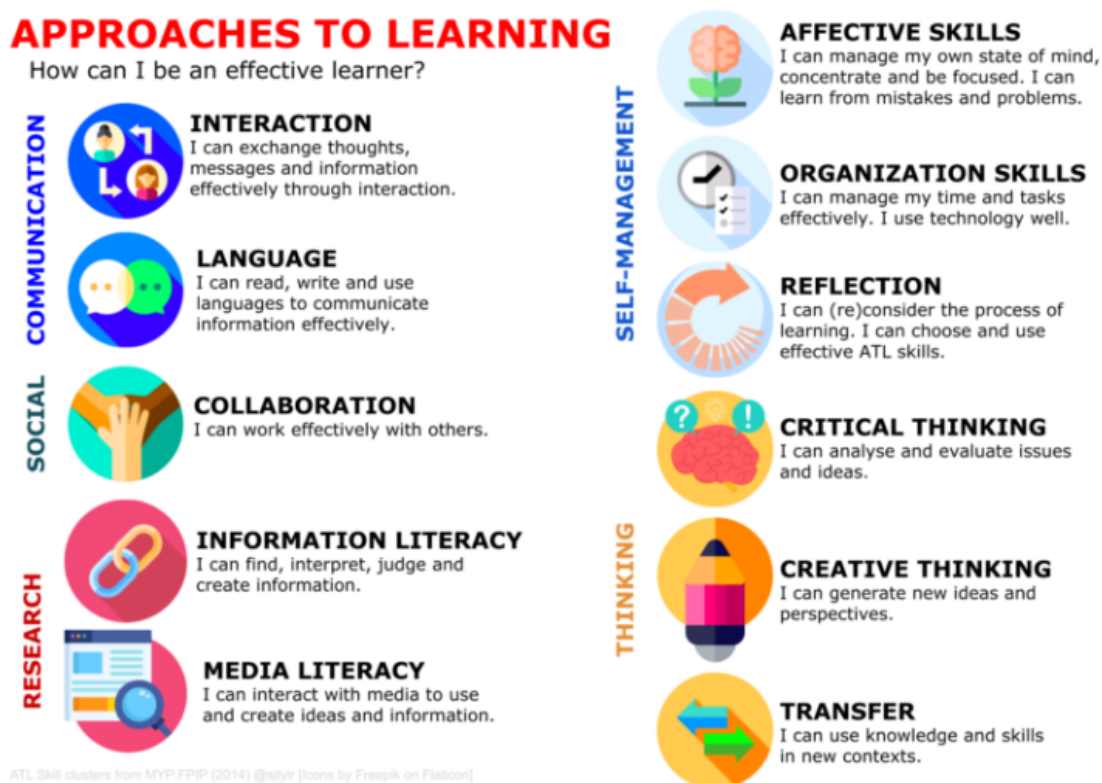 APPROACHES TO LEARNING
How can I be an effective learner?
COMMUNICATION
INTERACTION
I can exchange thoughts,
messages and information
effectively through interaction.
LANGUAGE
I can read, write and use
languages to communicate
information effectively.
SOCIAL
COLLABORATION
I can work effectively with others.
RESEARCH
INFORMATION LITERACY
I can find, interpret, judge and
create information.
MEDIA LITERACY
I can interact with media to use
and create ideas and information.
SELF-MANAGEMENT
AFFECTIVE SKILLS
I can manage my own state of mind,
concentrate and be focused. I can
learn from mistakes and problems.
ORGANIZATION SKILLS
I can manage my time and tasks
effectively. I use technology well.
REFLECTION
I can (re)consider the process of
learning. I can choose and use
effective ATL skills.
THINKING
CRITICAL THINKING
I can analyse and evaluate issues
and ideas.
CREATIVE THINKING
I can generate new ideas and
perspectives.
TRANSFER
I can use knowledge and skills
in new contexts.
ATL Skill clusters from MYP:FPIP (2014) @sjtylr [Icons by Freepik on Flaticon]